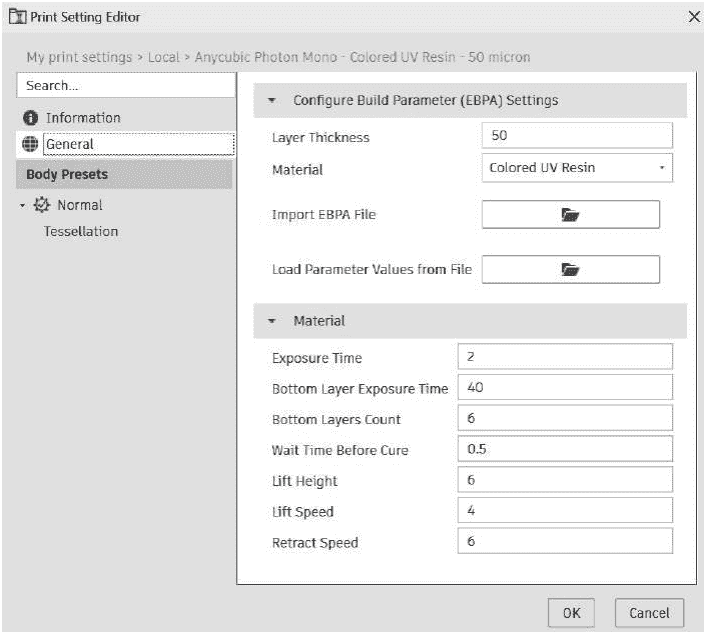 Print Setting Editor
My print settings > Local > Anycubic Photon Mono - Colored UV Resin - 50 micron
Search...
Information
General
Body Presets
Normal
Tessellation
Configure Build Parameter (EBPA) Settings
Layer Thickness 50
Material Colored UV Resin
Import EBPA File
Load Parameter Values from File
Material
Exposure Time 2
Bottom Layer Exposure Time 40
Bottom Layers Count 6
Wait Time Before Cure 0.5
Lift Height 6
Lift Speed 4
Retract Speed 6
OK Cancel